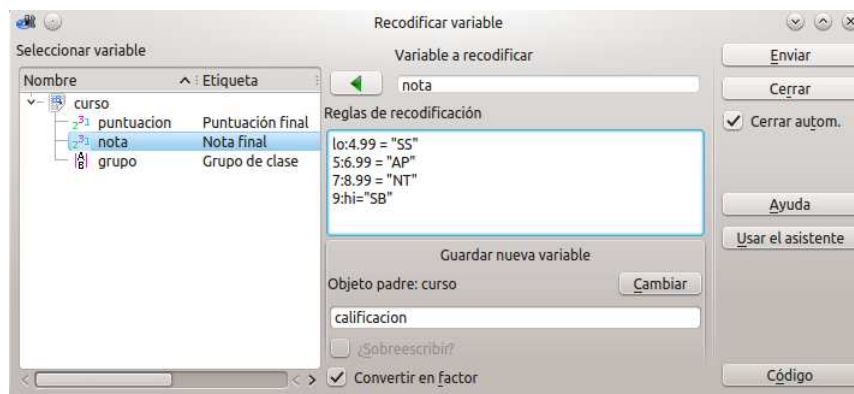 Recodificar variable
Seleccionar variable
Nombre Etiqueta
curso
puntuacion Puntuación final
nota Nota final
grupo Grupo de clase
Variable a recodificar
nota
Reglas de recodificación
lo:4.99 = "SS"
5:6.99 = "AP"
7:8.99 = "NT"
9:hi="SB"
Guardar nueva variable
Objeto padre: curso Cambiar
calificacion
¿Sobreescribir?
Convertir en factor
Enviar
Cerrar
Cerrar autom.
Ayuda
Usar el asistente
Código